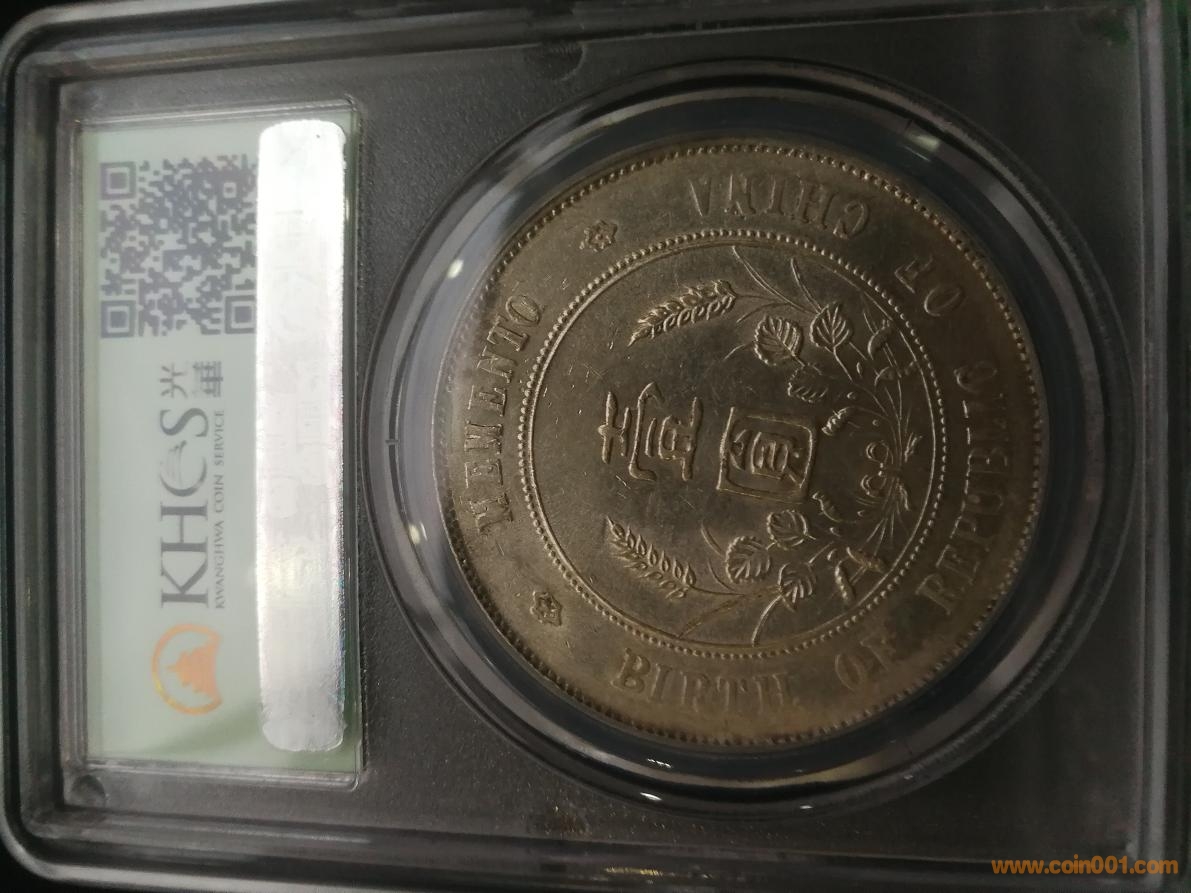 KHCS 光華
KWANGHWA COIN SERVICE
MEMENTO
BIRTH OF REPUBLIC OF CHINA
壹
圓
www.coin001.com